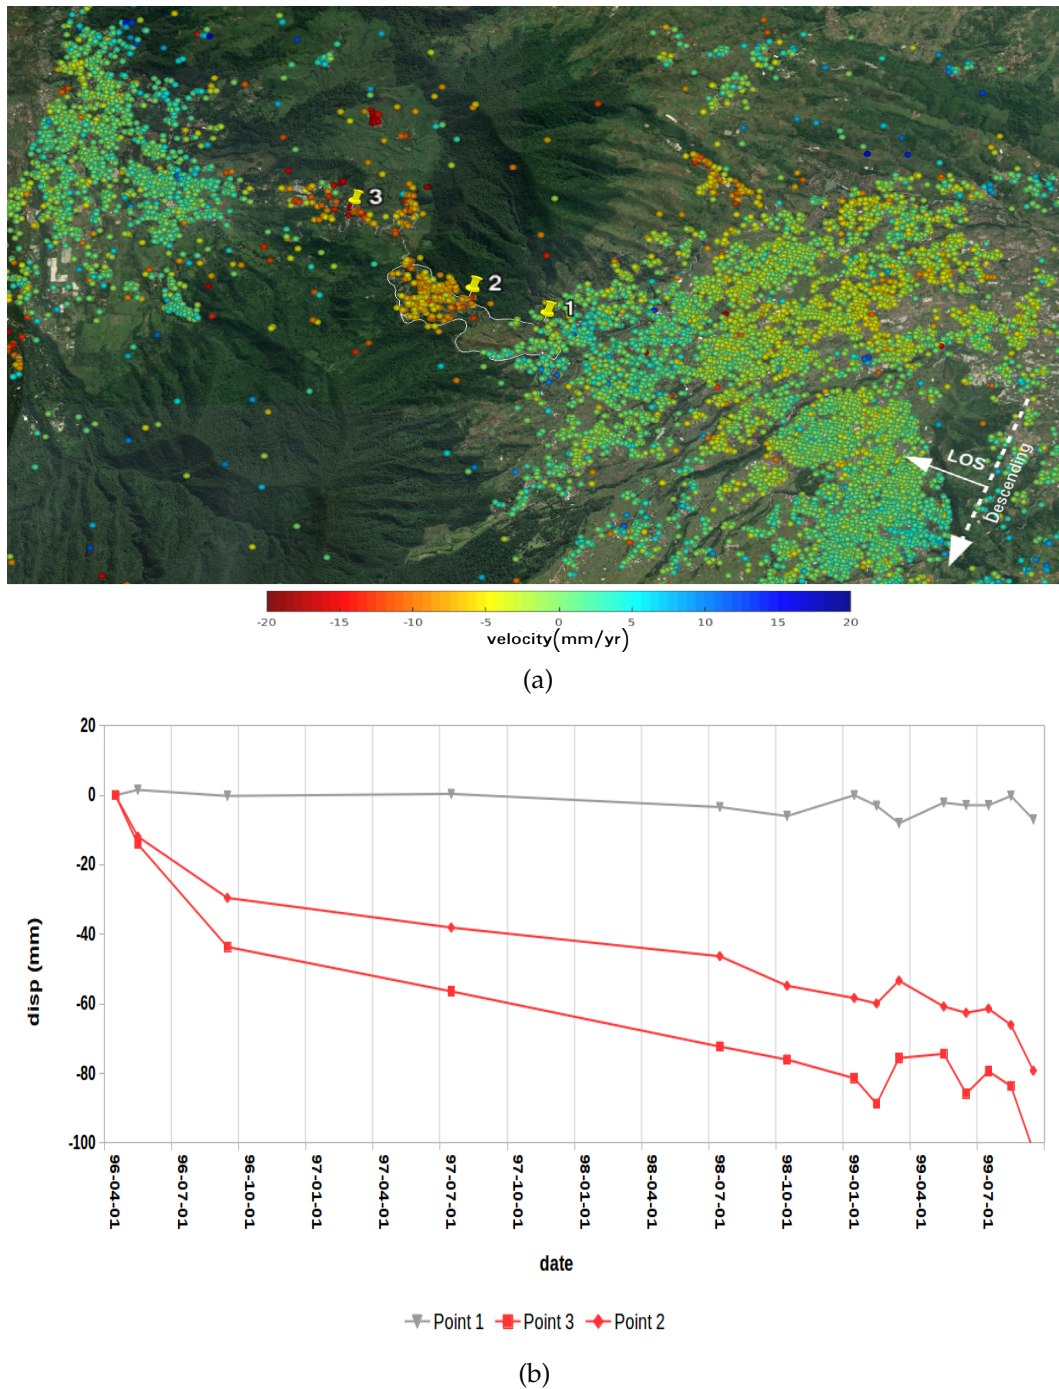 3
2
1
LOS
Descending
-20 -15 -10 -5 0 5 10 15 20
velocity(mm/yr)
(a)
20
0
-20
-40
-60
-80
-100
disp (mm)
96-04-01 96-07-01 96-10-01 97-01-01 97-04-01 97-07-01 97-10-01 98-01-01 98-04-01 98-07-01 98-10-01 99-01-01 99-04-01 99-07-01
date
Point 1 Point 3 Point 2
(b)